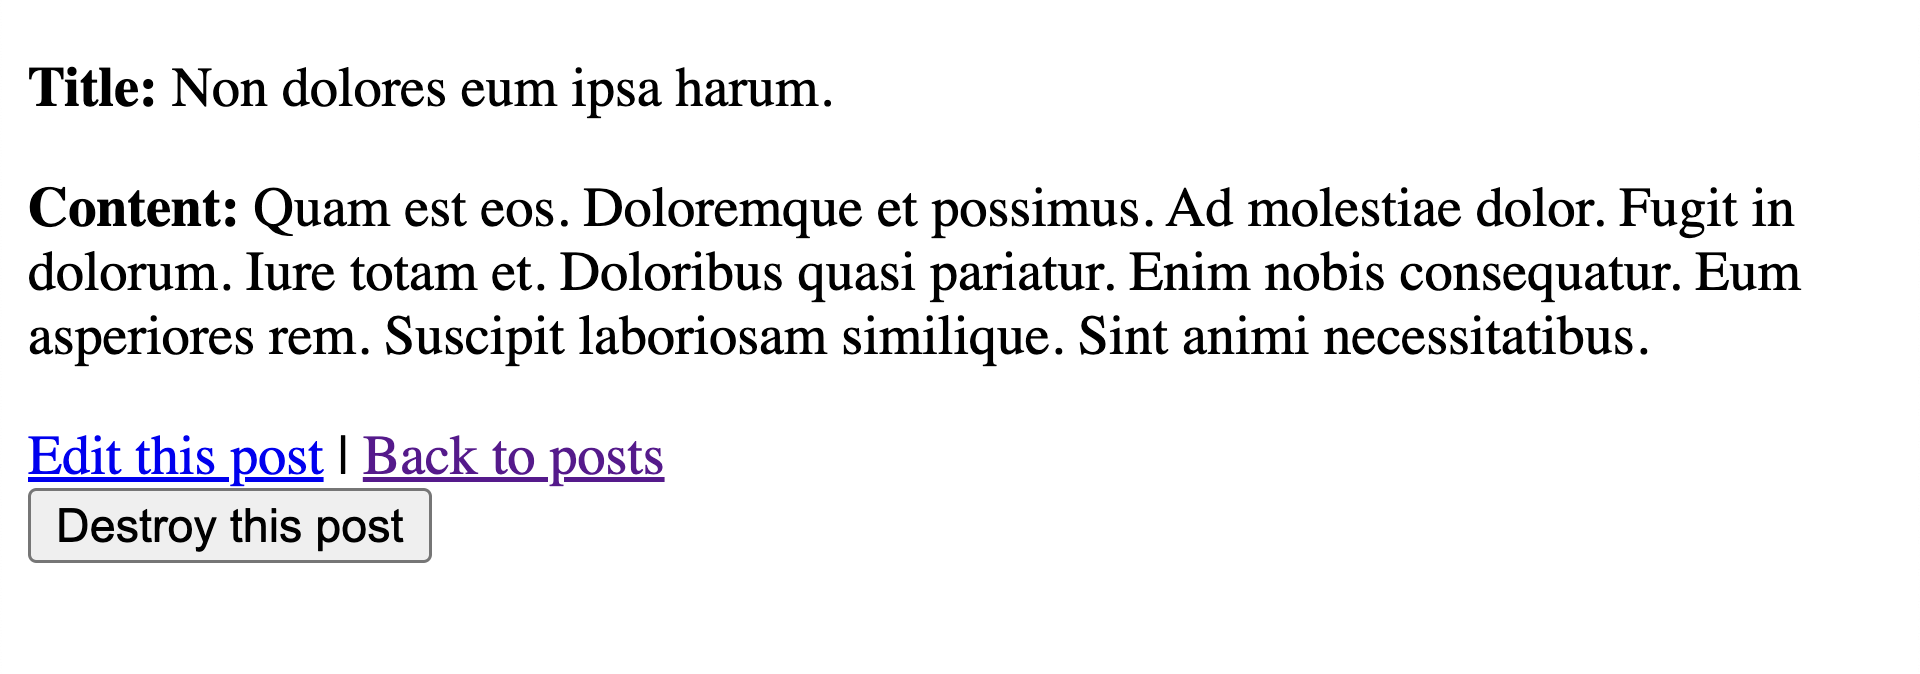 Title: Non dolores eum ipsa harum.
Content: Quam est eos. Doloremque et possimus. Ad molestiae dolor. Fugit in
dolorum. Iure totam et. Doloribus quasi pariatur. Enim nobis consequatur. Eum
asperiores rem. Suscipit laboriosam similique. Sint animi necessitatibus.
Edit this post | Back to posts
Destroy this post